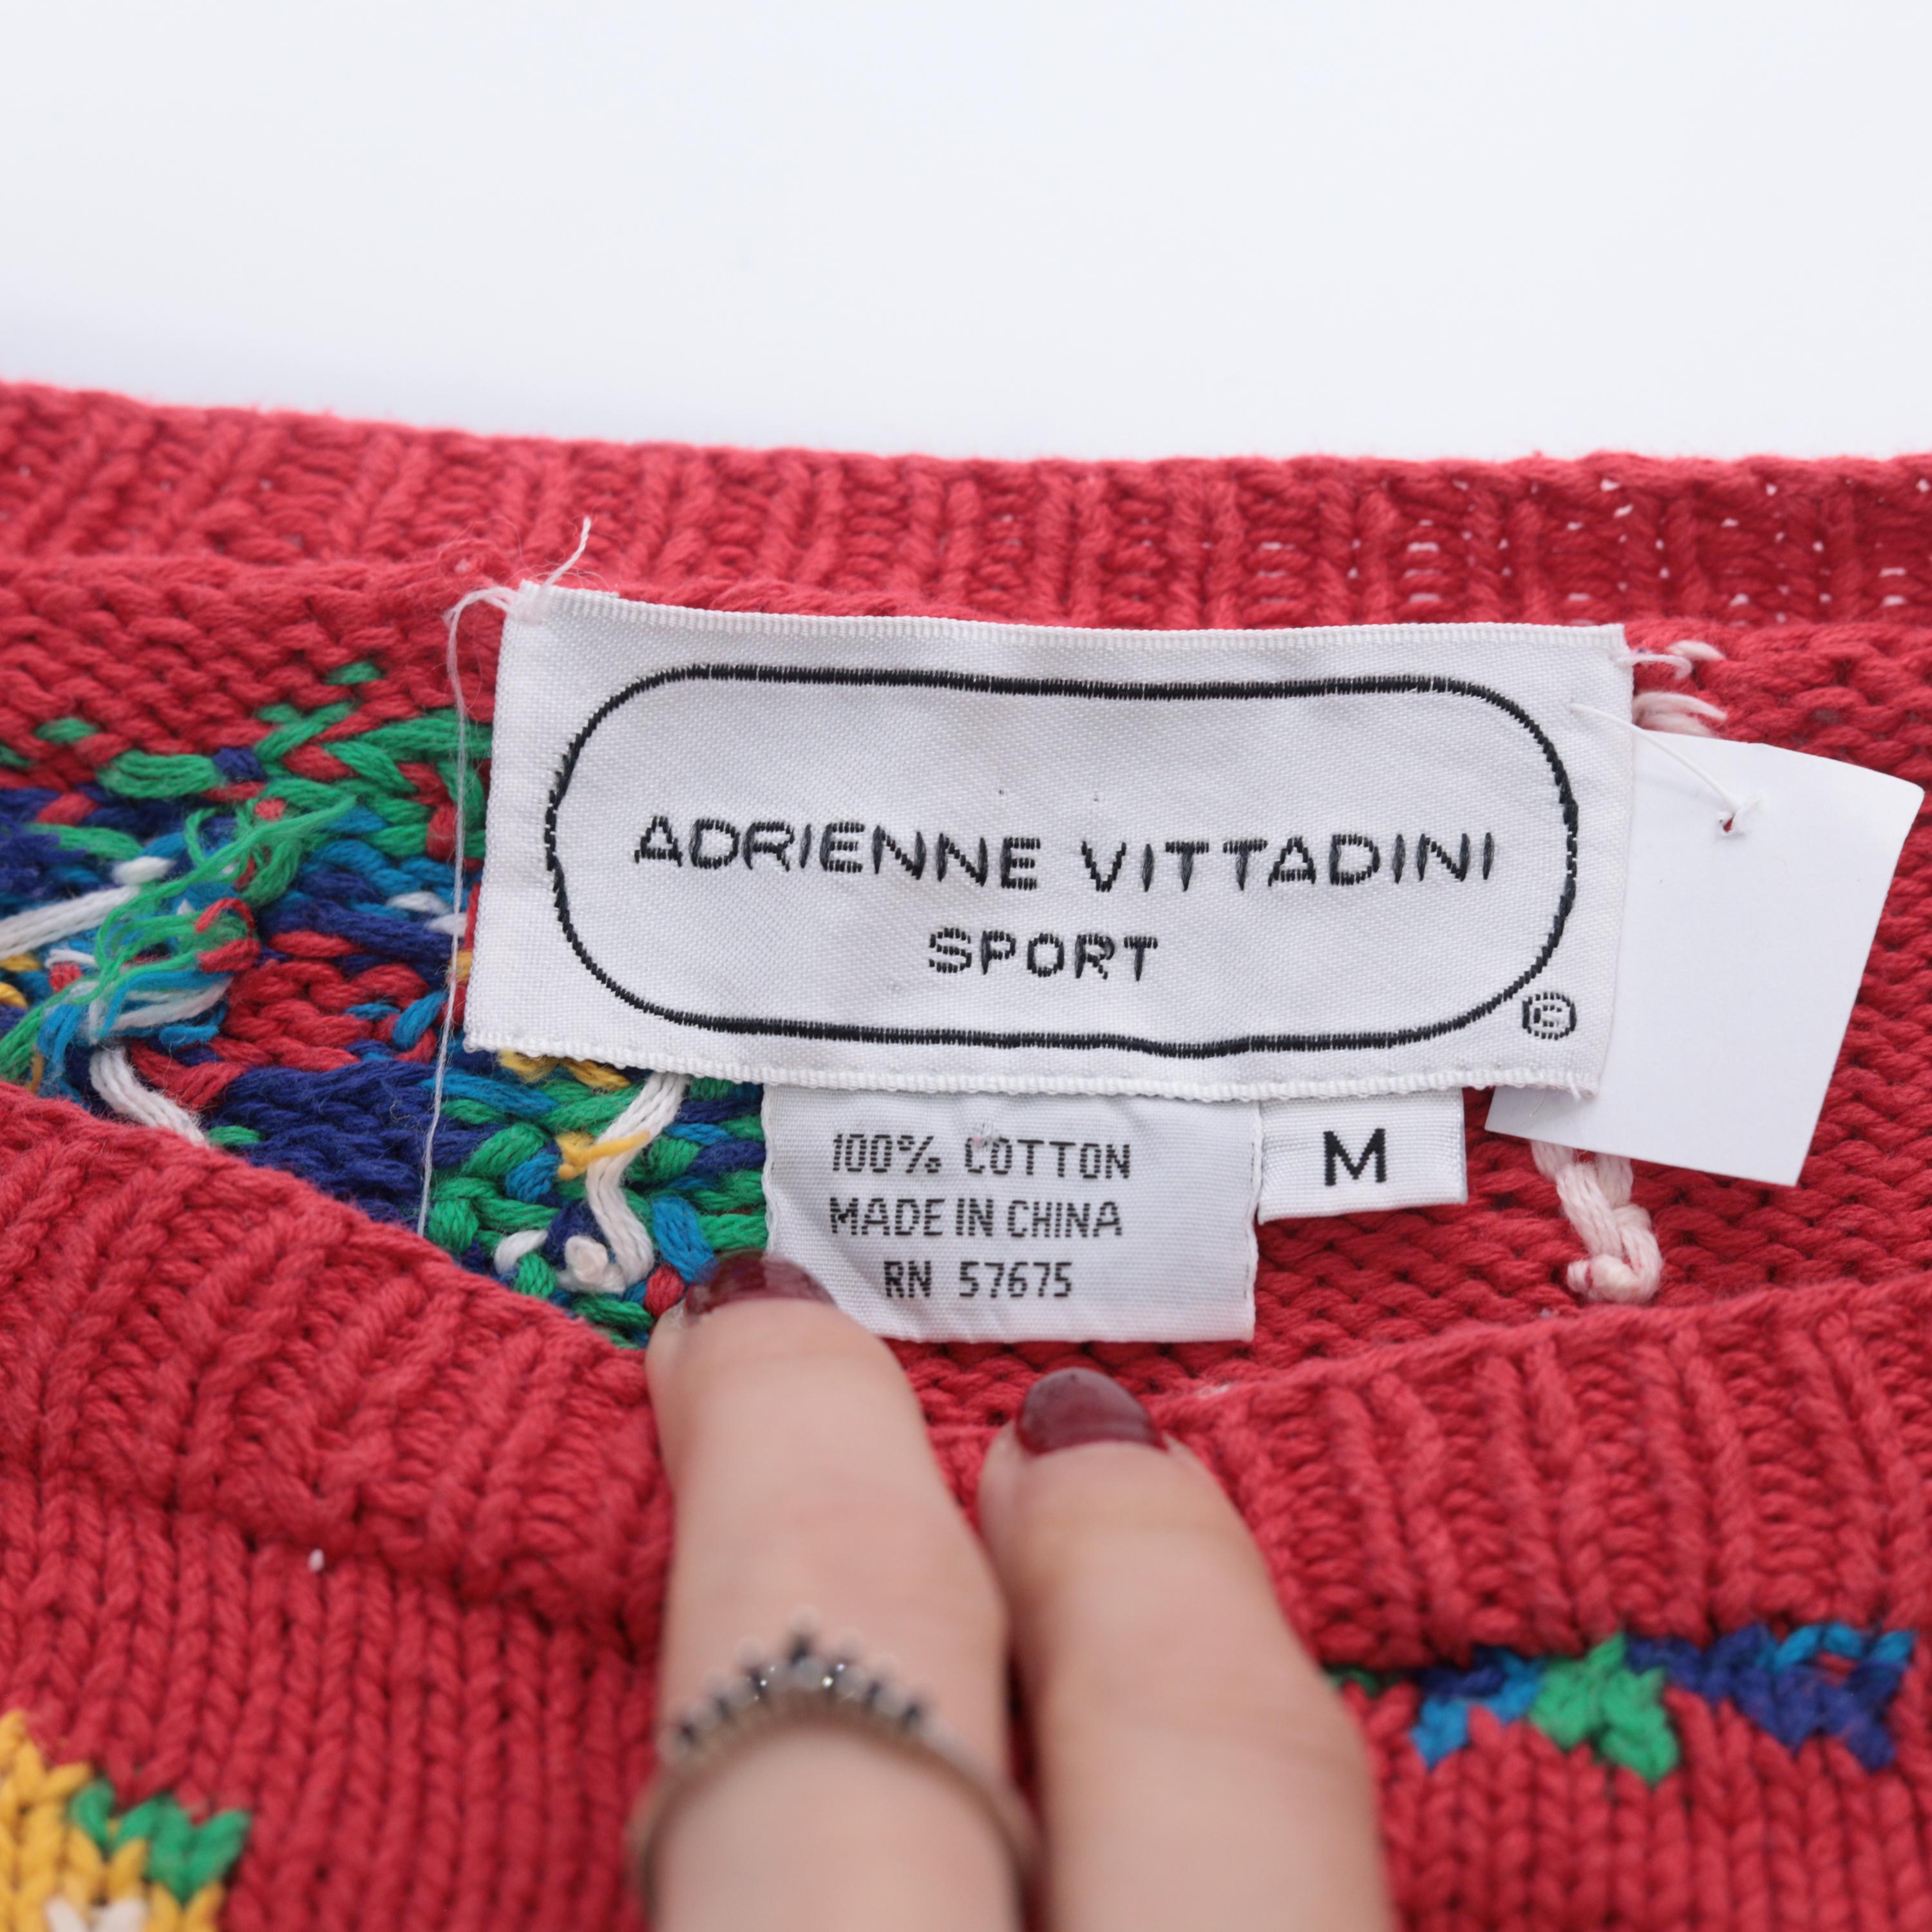 ADRIENNE VITTADINI
SPORT
©
100% COTTON
MADE IN CHINA
RN 57675
M